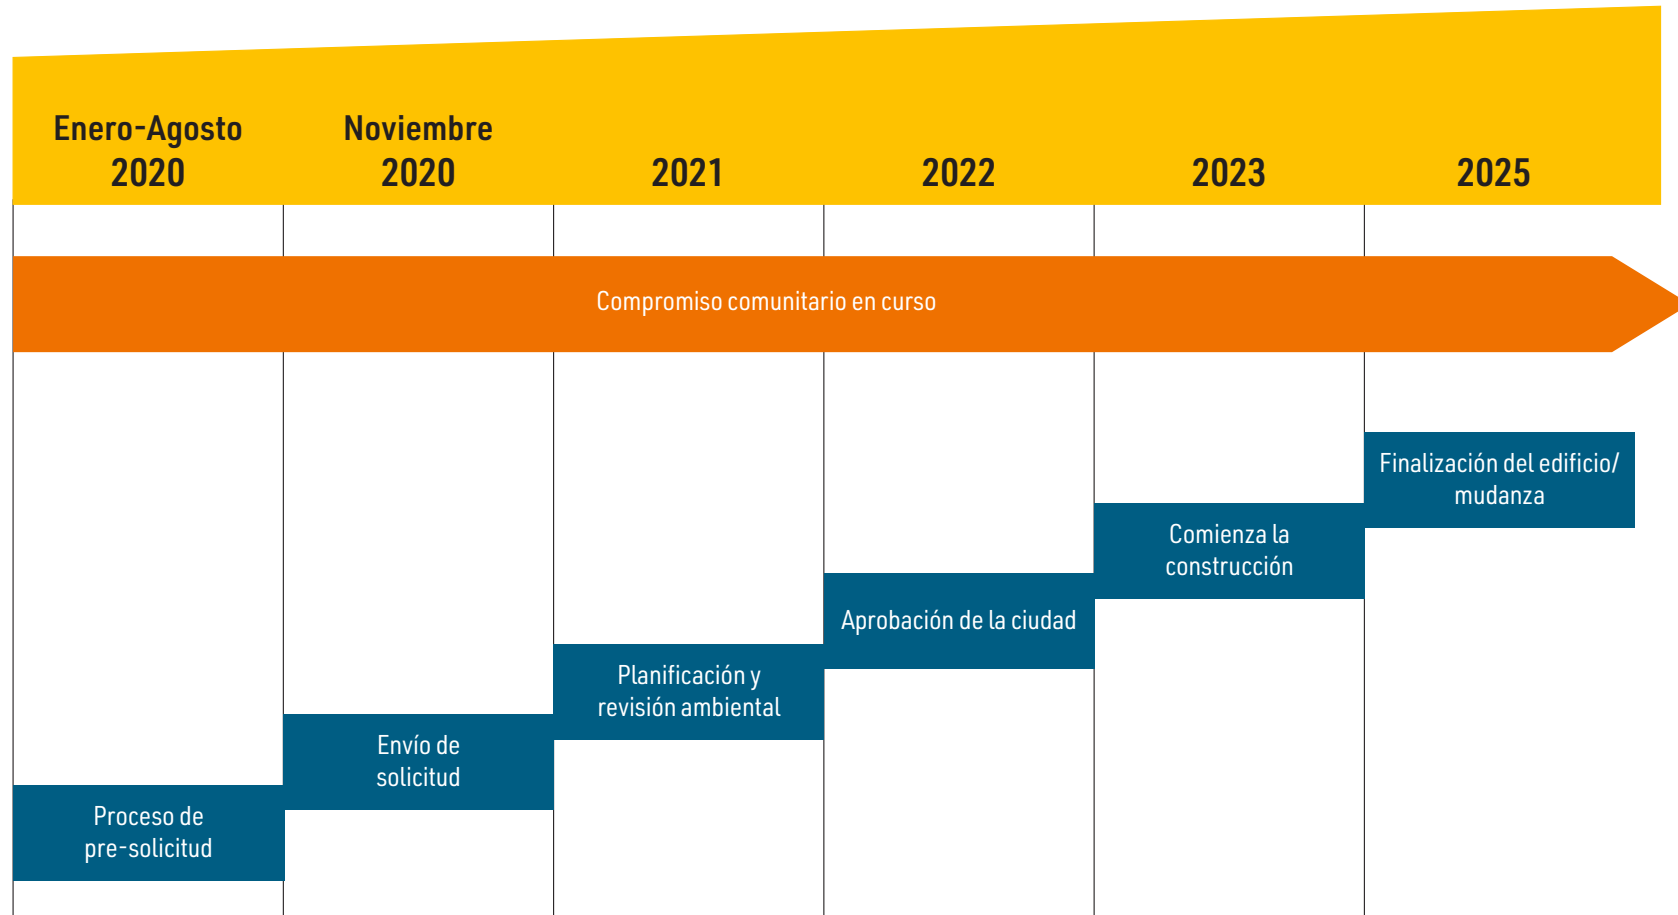 Enero-Agosto
2020
Noviembre
2020
2021
2022
2023
2025
Compromiso comunitario en curso
Finalización del edificio/
mudanza
Comienza la
construcción
Aprobación de la ciudad
Planificación y
revisión ambiental
Envío de
solicitud
Proceso de
pre-solicitud